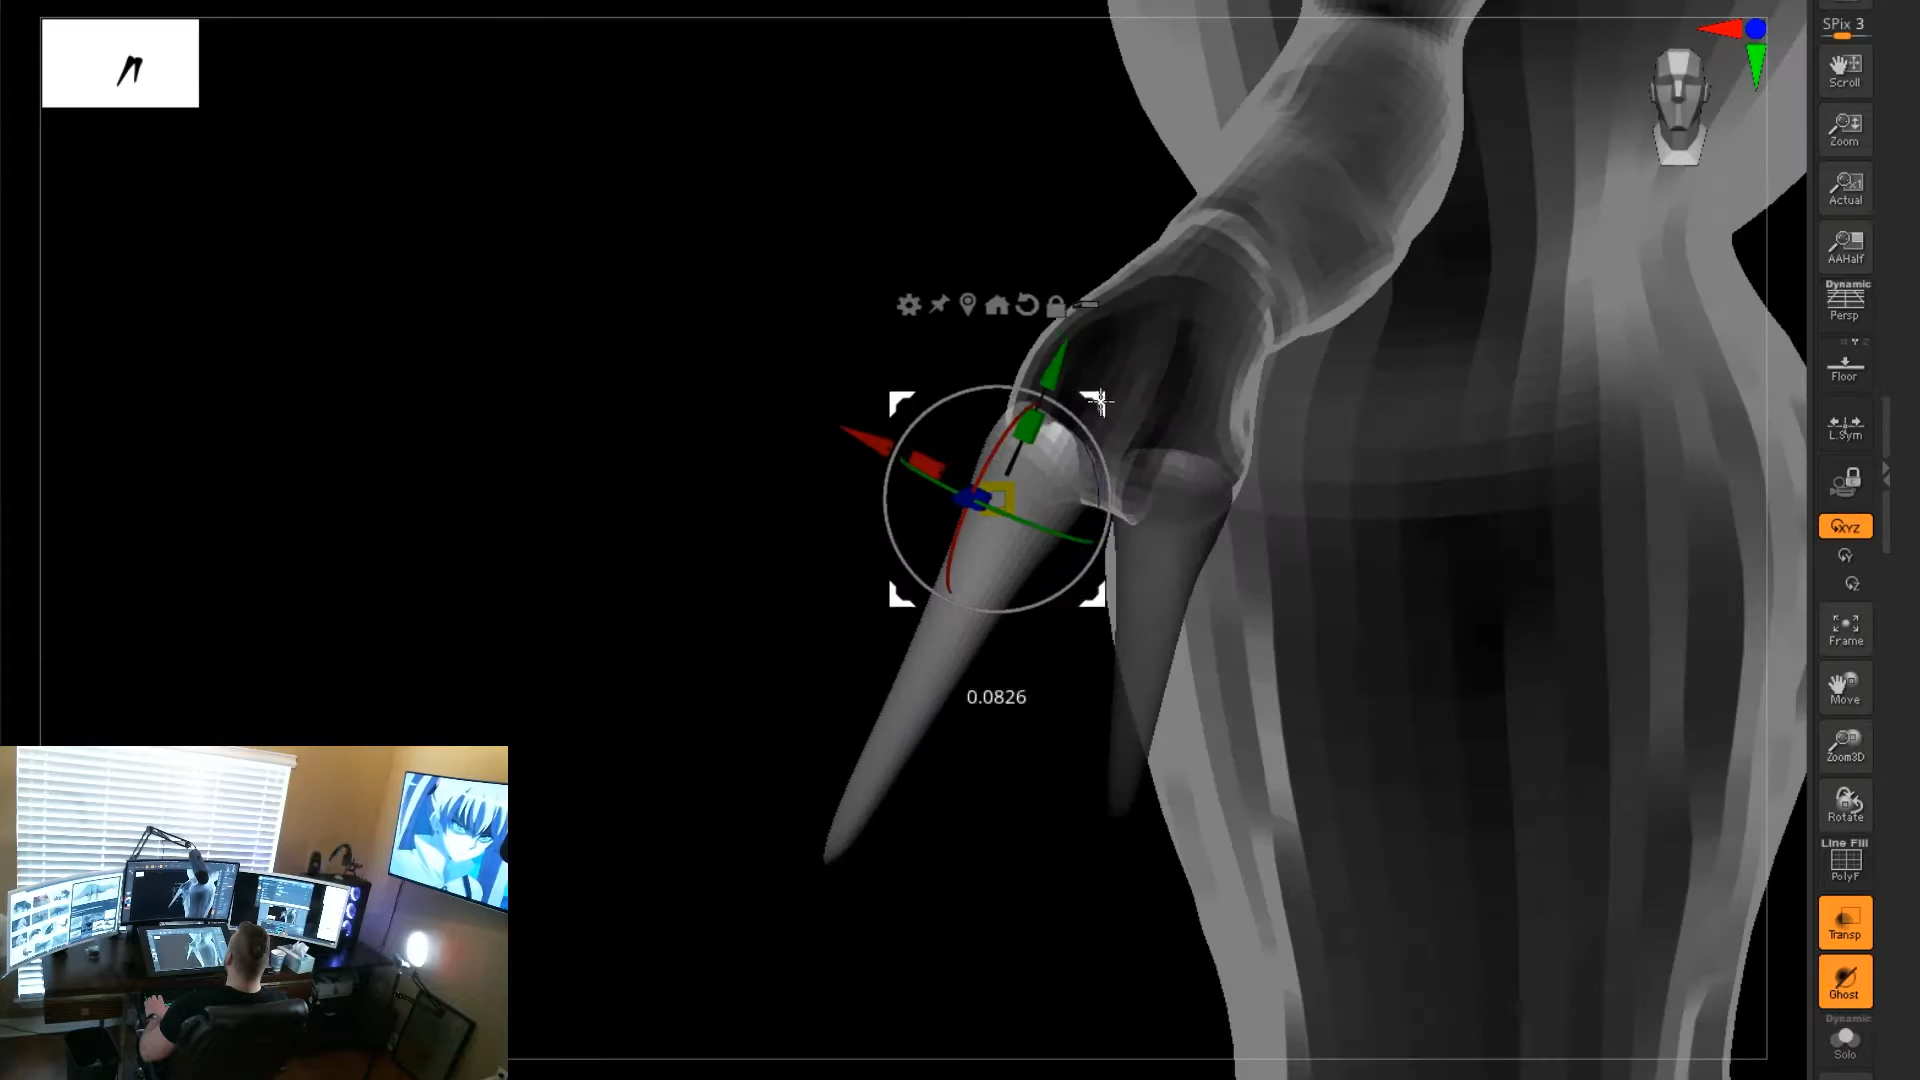 SPix 3
Scroll
Zoom
Actual
AAHalf
Dynamic
Persp
Floor
L.Sym
XYZ
Frame
Move
Zoom3D
Rotate
Line Fill
PolyF
Transp
Ghost
Dynamic
Solo
0.0826